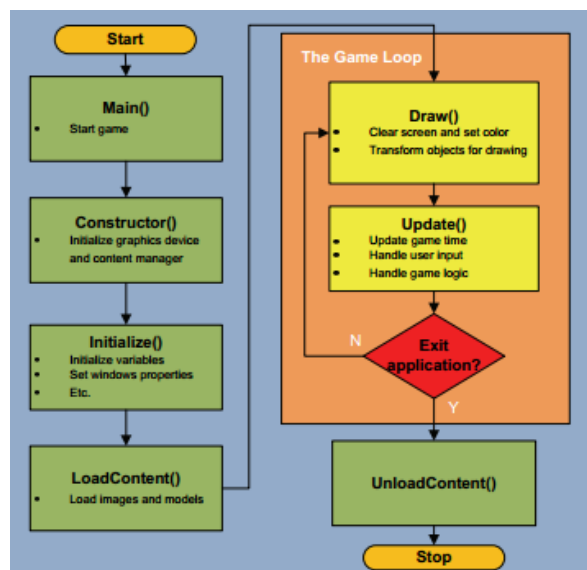 Start
Main()
• Start game
Constructor()
• Initialize graphics device
and content manager
Initialize()
• Initialize variables
• Set windows properties
• Etc.
LoadContent()
• Load images and models
The Game Loop
Draw()
• Clear screen and set color
• Transform objects for drawing
Update()
• Update game time
• Handle user input
• Handle game logic
Exit
application?
N
Y
UnloadContent()
Stop